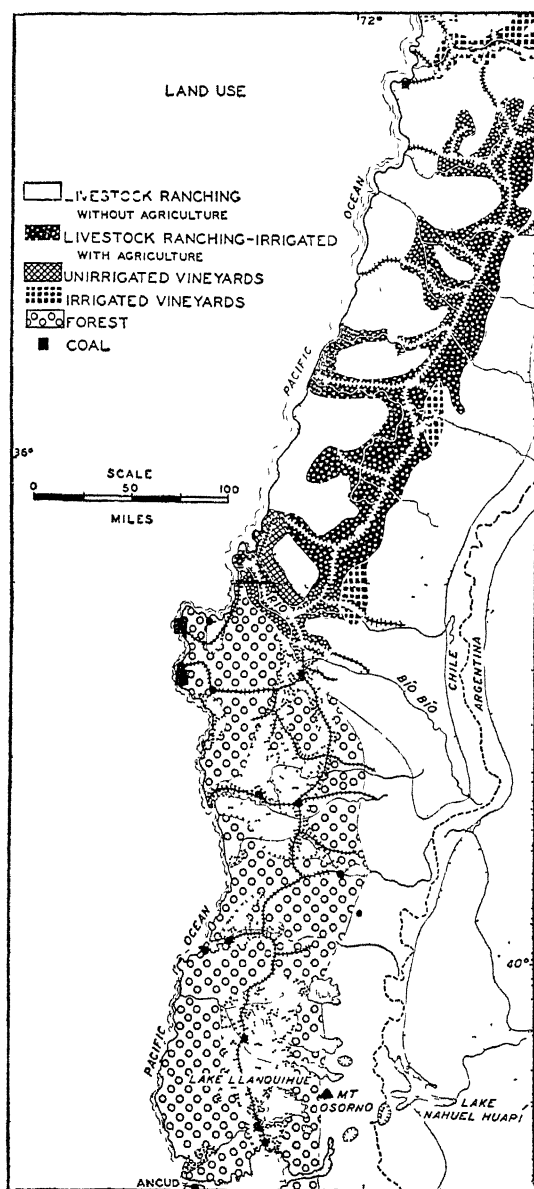 72°
LAND USE
LIVESTOCK RANCHING
WITHOUT AGRICULTURE
LIVESTOCK RANCHING-IRRIGATED
WITH AGRICULTURE
UNIRRIGATED VINEYARDS
IRRIGATED VINEYARDS
FOREST
COAL
PACIFIC OCEAN
36°
SCALE
0 50 100
MILES
BÍO BÍO
CHILE
ARGENTINA
PACIFIC OCEAN
40°
LAKE LLANQUIHUE
MT
OSORNO
LAKE
NAHUEL HUAPI
ANCUD